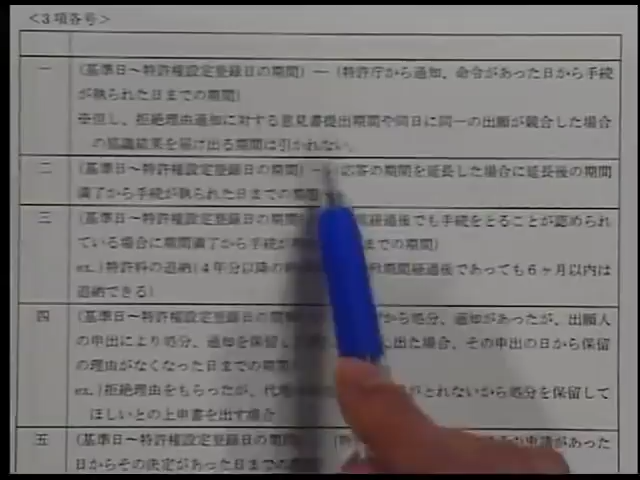 <3項各号>
一 (基準日~特許権設定登録日の期間) ― (特許庁から通知、命令があった日から手続
が執られた日までの期間)
但し、拒絶理由通知に対する意見書提出期間や同日に同一の出願が競合した場合
の協議結果を届け出る期間は引かれない。
二 (基準日~特許権設定登録日の期間) 応答の期間を延長した場合に延長後の期間
満了から手続が執られた日までの期間
三 (基準日~特許権設定登録日の期間) 経過後でも手続をとることが認められ
ている場合に期間満了から手続が までの期間)
ex.)特許料の追納(4年分以降の 期間経過後であっても6ヶ月以内は
追納できる)
四 (基準日~特許権設定登録日の期 から処分、通知があったが、出願人
の申出により処分、通知を保留し に出た場合、その申出の日から保留
の理由がなくなった日までの期間
ex.)拒絶理由をもらったが、代 がとれないから処分を保留して
ほしいとの上申書を出す場合
五 (基準日~特許権設定登録日の期間 申請があった
日からその決定があった日まで